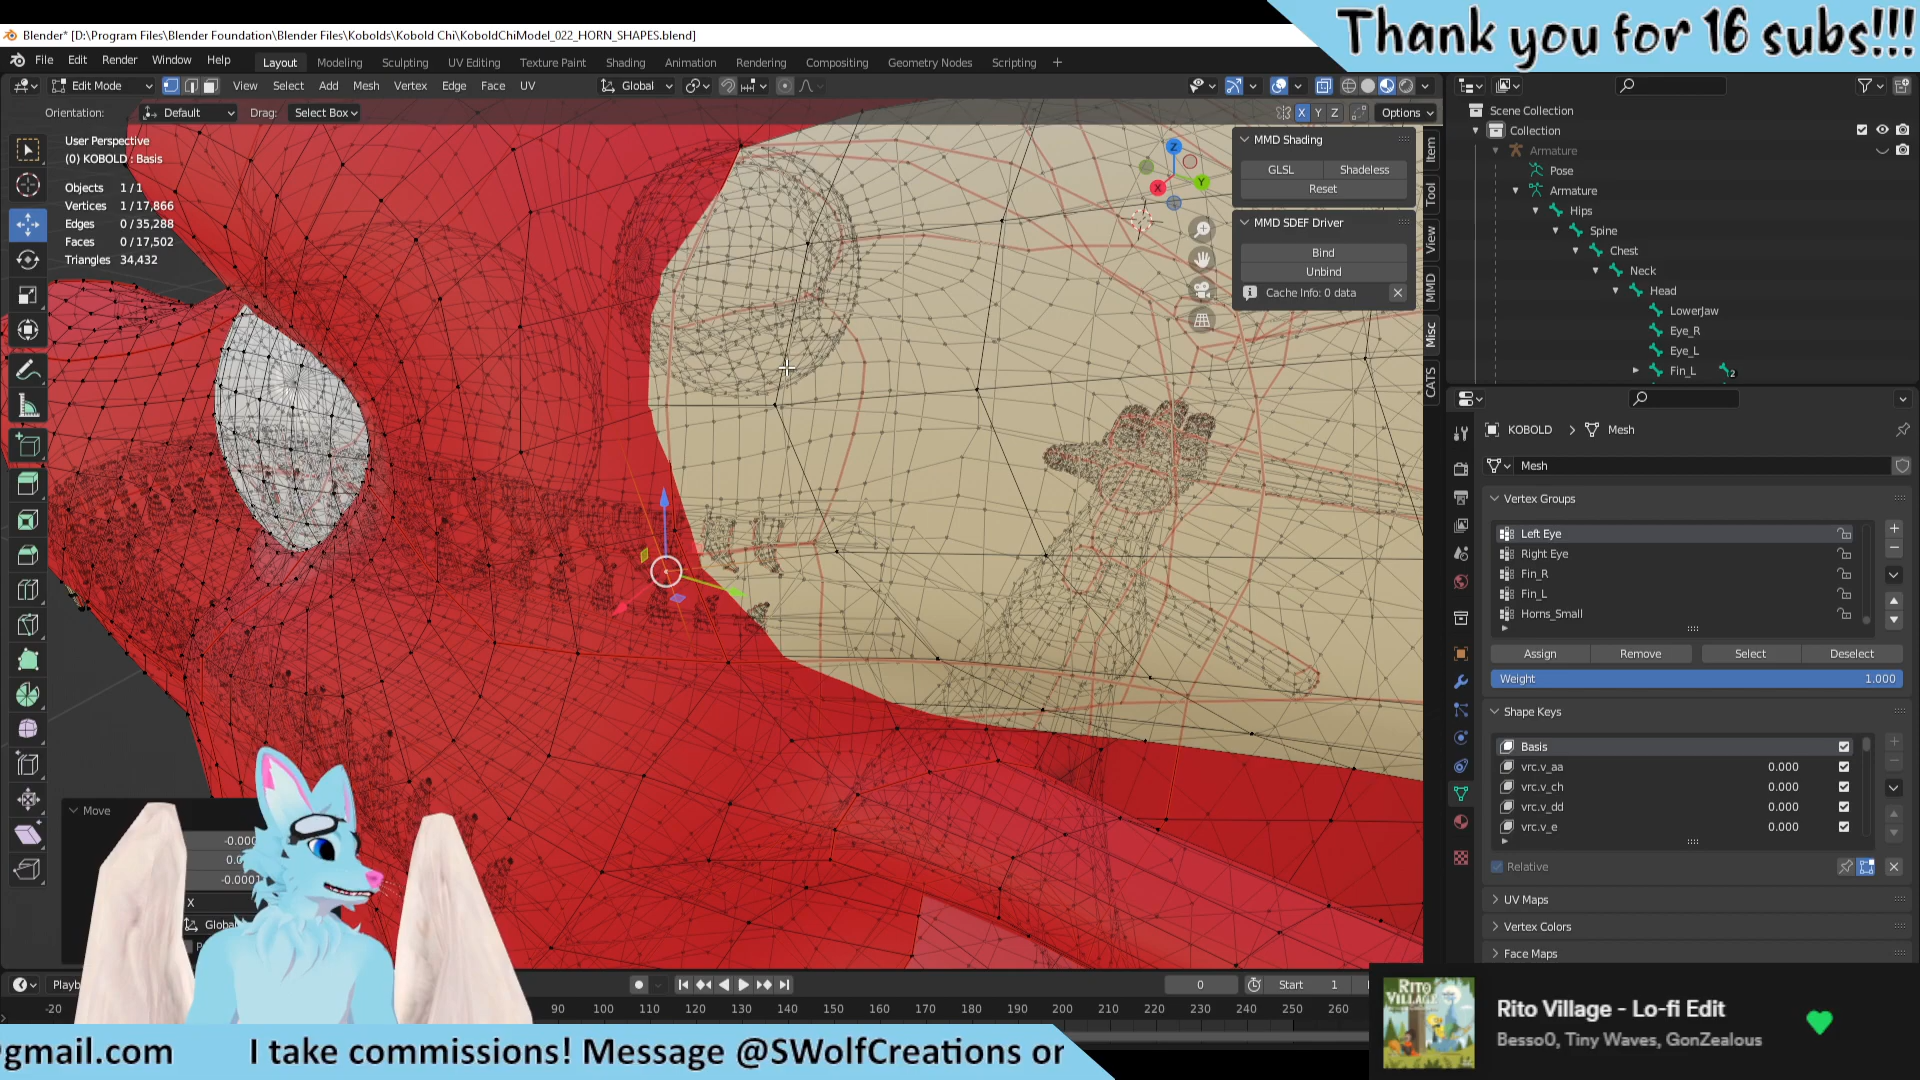 Blender* [D:\Program Files\Blender Foundation\Blender Files\Kobolds\Kobold Chi\KoboldChiModel_022_HORN_SHAPES.blend]
Thank you for 16 subs!!!
File Edit Render Window Help
Layout Modeling Sculpting UV Editing Texture Paint Shading Animation Rendering Compositing Geometry Nodes Scripting +
Edit Mode View Select Add Mesh Vertex Edge Face UV Global
Orientation: Default Drag: Select Box X Y Z Options
User Perspective
(0) KOBOLD : Basis
Objects 1/1
Vertices 1/17,866
Edges 0/35,288
Faces 0/17,502
Triangles 34,432
Z
X
Y
MMD Shading
GLSL Shadeless
Reset
MMD SDEF Driver
Bind
Unbind
Cache Info: 0 data
Item
Tool
View
MMD
Misc
CATS
Scene Collection
Collection
Armature
Pose
Armature
Hips
Spine
Chest
Neck
Head
LowerJaw
Eye_R
Eye_L
Fin_L 2
KOBOLD > Mesh
Mesh
Vertex Groups
Left Eye
Right Eye
Fin_R
Fin_L
Horns_Small
Assign Remove Select Deselect
Weight 1.000
Shape Keys
Basis
vrc.v_aa 0.000
vrc.v_ch 0.000
vrc.v_dd 0.000
vrc.v_e 0.000
Relative
UV Maps
Vertex Colors
Face Maps
Move
-0.000
0.0
-0.0001
X
Global
Playb
0 Start 1
-20 90 100 110 120 130 140 150 160 170 180 190 200 210 220 230 240 250 260
RITO VILLAGE
Rito Village - Lo-fi Edit
Besso0, Tiny Waves, GonZealous
@gmail.com I take commissions! Message @SWolfCreations or